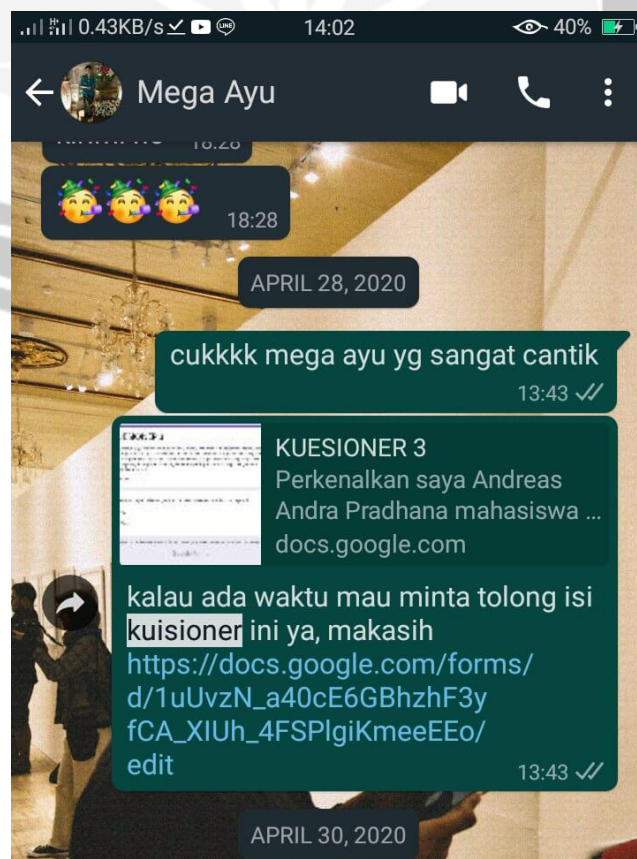 0.43KB/s 14:02 40%
Mega Ayu
18:28
18:28
APRIL 28, 2020
cukkkk mega ayu yg sangat cantik
13:43
KUESIONER 3
Perkenalkan saya Andreas
Andra Pradhana mahasiswa ...
docs.google.com
kalau ada waktu mau minta tolong isi
kuisioner ini ya, makasih
https://docs.google.com/forms/
d/1uUvzN_a40cE6GBhzhF3y
fCA_XIUh_4FSPlgiKmeeEEo/
edit
13:43
APRIL 30, 2020